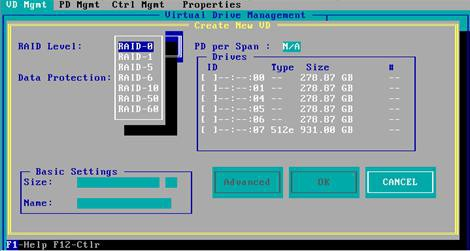 VD Mgmt PD Mgmt Ctrl Mgmt Properties
Virtual Drive Management
Create New VD
RAID Level: RAID-0 PD per Span : N/A
RAID-1
RAID-5
RAID-6
RAID-10
RAID-50
RAID-60
Data Protection:
Drives
ID Type Size #
[ ]--:--:00 -- 278.87 GB --
[ ]--:--:01 -- 278.87 GB --
[ ]--:--:04 -- 278.87 GB --
[ ]--:--:05 -- 278.87 GB --
[ ]--:--:06 -- 278.87 GB --
[ ]--:--:07 512e 931.00 GB --
Basic Settings
Size:
Name:
Advanced OK CANCEL
F1-Help F12-Ctlr